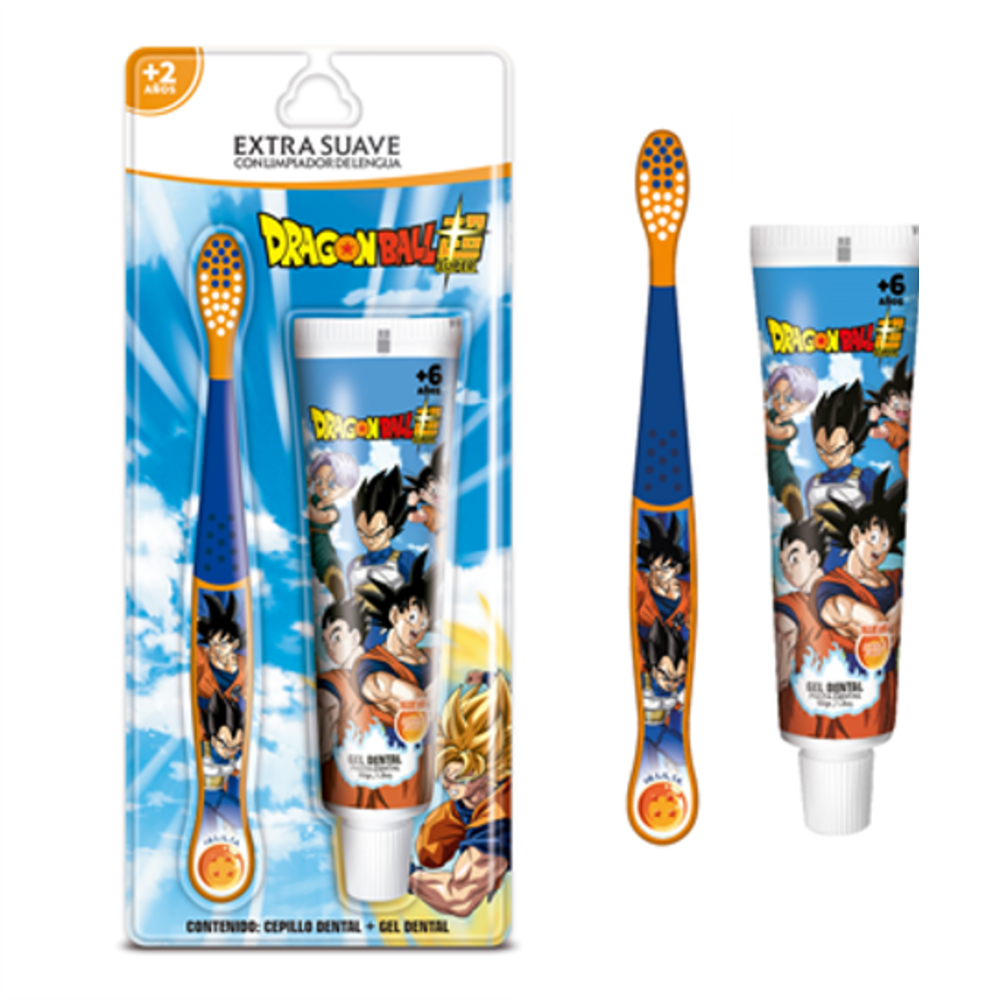 +2
AÑOS
EXTRA SUAVE
CON LIMPIADOR DE LENGUA
DRAGON BALL
SUPER
+6
AÑOS
DRAGON BALL
GEL DENTAL
CONTENIDO: CEPILLO DENTAL + GEL DENTAL
+6
AÑOS
DRAGON BALL
GEL DENTAL